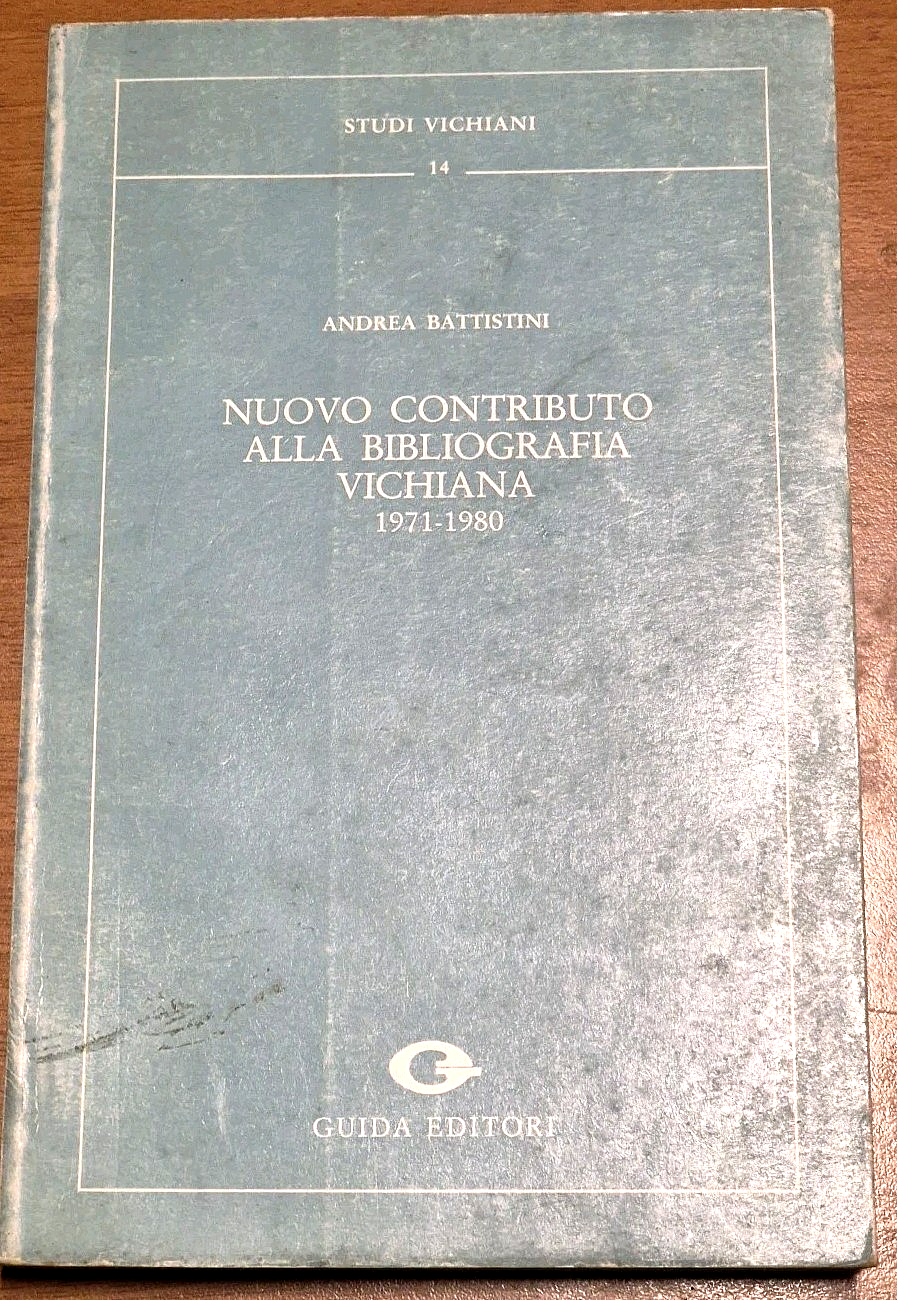 STUDI VICHIANI
14
ANDREA BATTISTINI
NUOVO CONTRIBUTO
ALLA BIBLIOGRAFIA
VICHIANA
1971-1980
G
GUIDA EDITORI